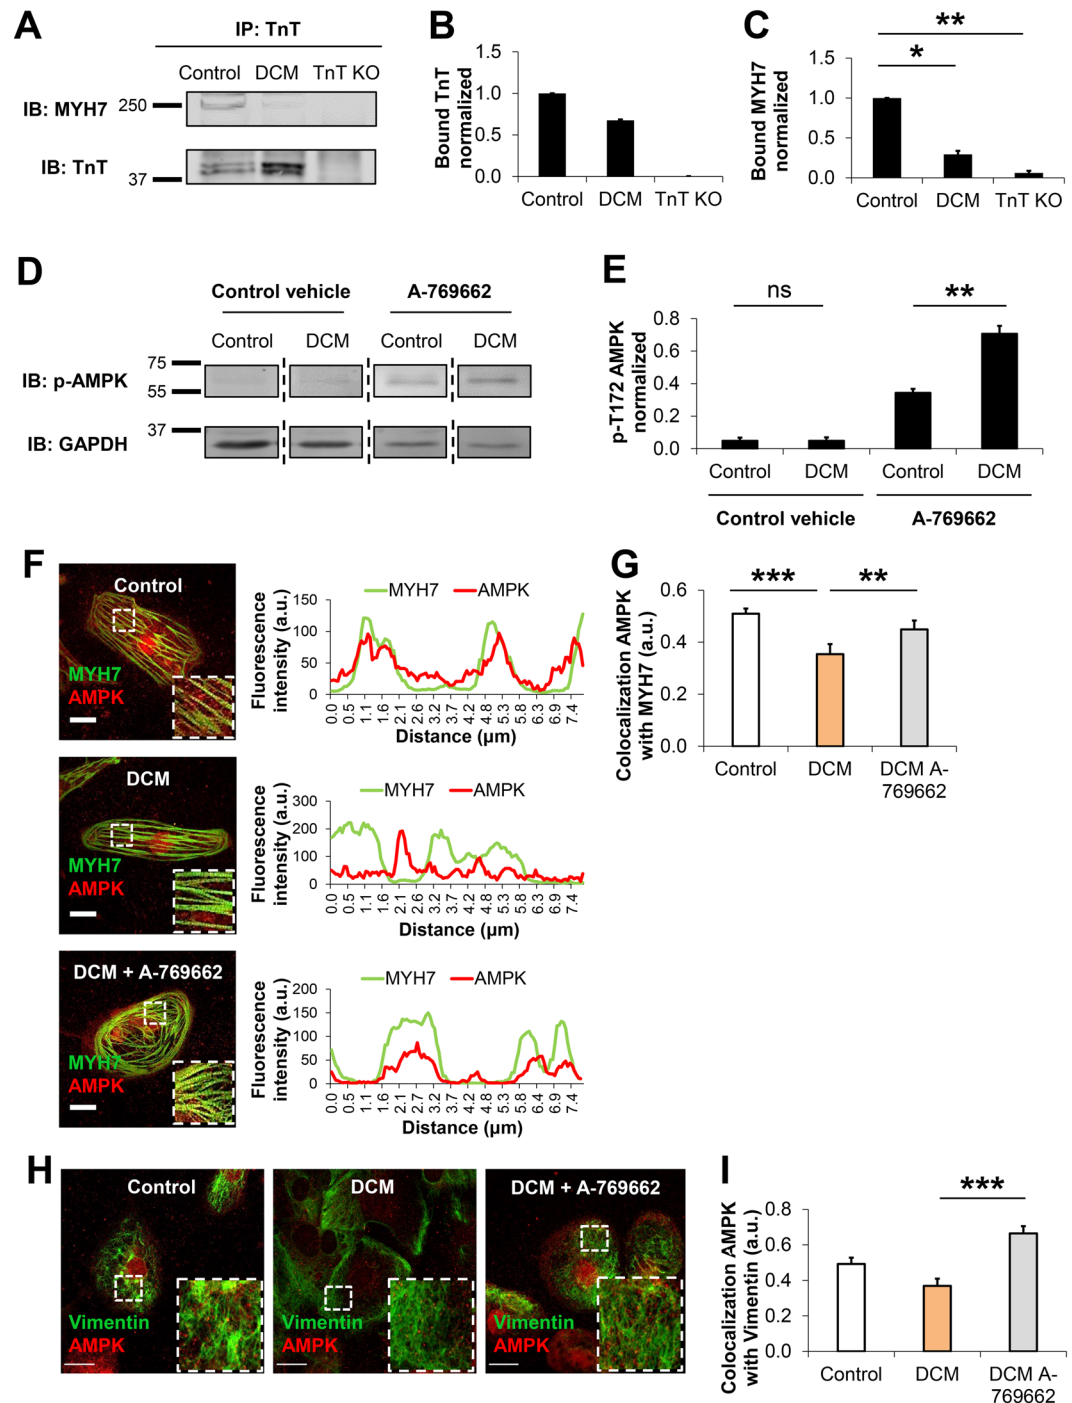 A
IP: TnT
Control DCM TnT KO
IB: MYH7 250
IB: TnT
37
B
Bound TnT
normalized
1.5
1.0
0.5
0.0
Control DCM TnT KO
C
Bound MYH7
normalized
**
*
1.5
1.0
0.5
0.0
Control DCM TnT KO
D
Control vehicle A-769662
Control DCM Control DCM
75
IB: p-AMPK
55
37
IB: GAPDH
E
p-T172 AMPK
normalized
ns **
0.8
0.6
0.4
0.2
0.0
Control DCM Control DCM
Control vehicle A-769662
F
Control
MYH7
AMPK
MYH7 AMPK
Fluorescence
intensity (a.u.)
150
100
50
0
0.0 0.5 1.1 1.6 2.1 2.6 3.2 3.7 4.2 4.8 5.3 5.8 6.3 6.9 7.4
Distance (µm)
DCM
MYH7
AMPK
MYH7 AMPK
Fluorescence
intensity (a.u.)
300
200
100
0
0.0 0.5 1.1 1.6 2.1 2.6 3.2 3.7 4.2 4.8 5.3 5.8 6.3 6.9 7.4
Distance (µm)
DCM + A-769662
MYH7
AMPK
MYH7 AMPK
Fluorescence
intensity (a.u.)
200
150
100
50
0
0.0 0.5 1.1 1.6 2.1 2.7 3.2 3.7 4.2 4.8 5.3 5.8 6.4 6.9 7.4
Distance (µm)
G
Colocalization AMPK
with MYH7 (a.u.)
*** **
0.6
0.4
0.2
0.0
Control DCM DCM A-
769662
H
Control
Vimentin
AMPK
DCM
Vimentin
AMPK
DCM + A-769662
Vimentin
AMPK
I
Colocalization AMPK
with Vimentin (a.u.)
***
0.8
0.6
0.4
0.2
0
Control DCM DCM A-
769662